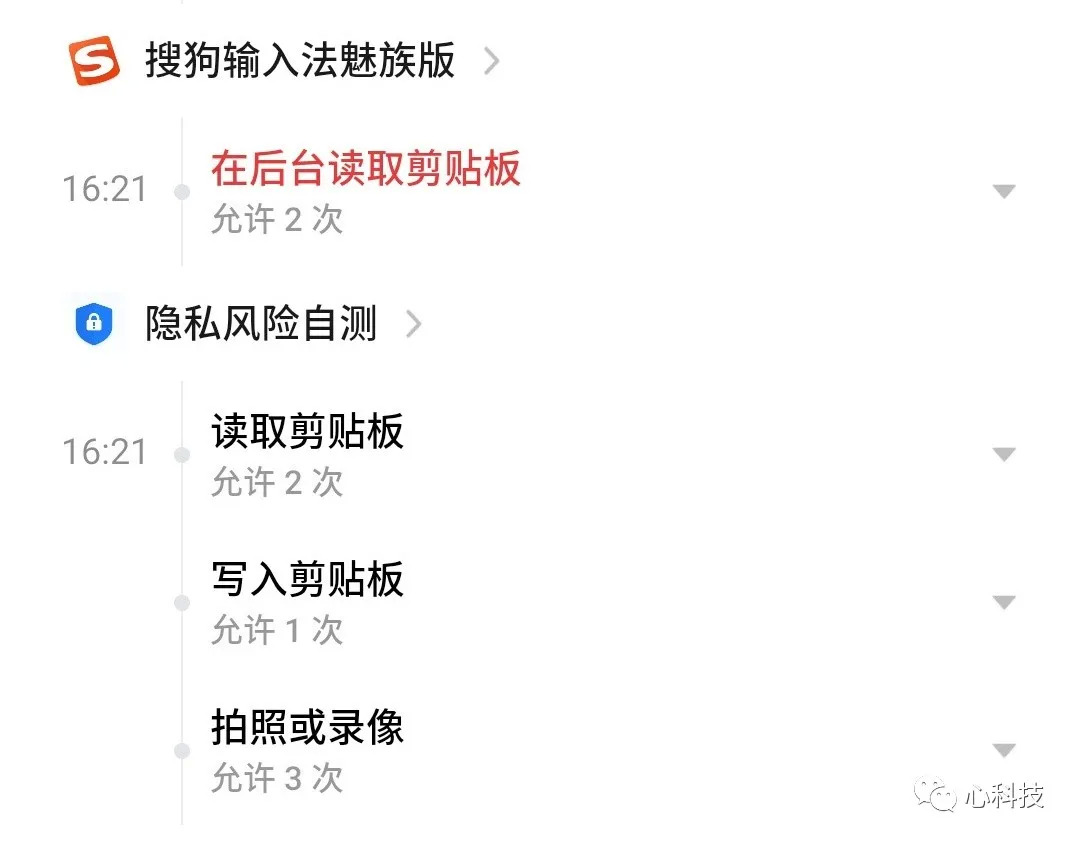 搜狗输入法魅族版
16:21
在后台读取剪贴板
允许 2 次
隐私风险自测
16:21
读取剪贴板
允许 2 次
写入剪贴板
允许 1 次
拍照或录像
允许 3 次
心科技